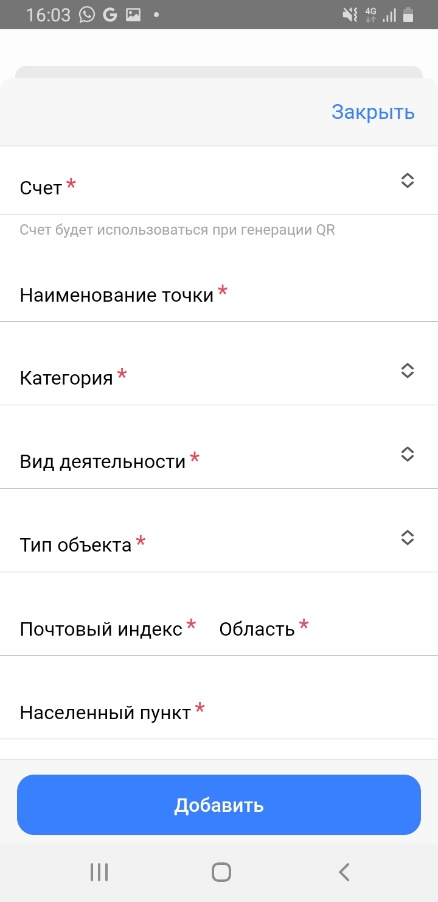 16:03 4G
Закрыть
Счет *
Счет будет использоваться при генерации QR
Наименование точки *
Категория *
Вид деятельности *
Тип объекта *
Почтовый индекс * Область *
Населенный пункт *
Добавить